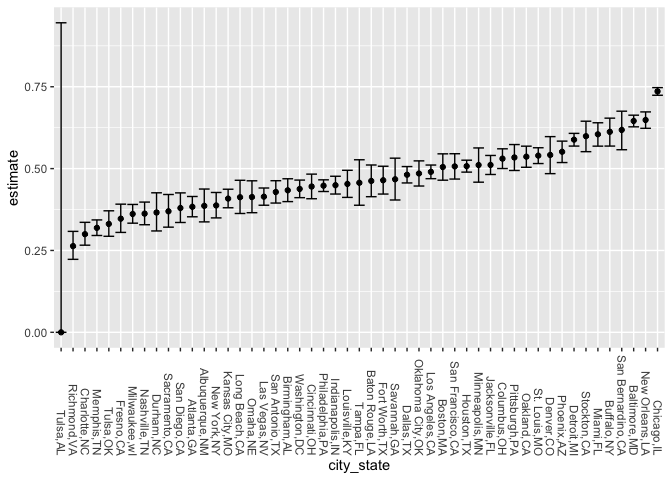 0.75
0.50
0.25
0.00
estimate
Tulsa,AL
Richmond,VA
Charlotte,NC
Memphis,TN
Tulsa,OK
Fresno,CA
Milwaukee,wI
Nashville,TN
Durham,NC
Sacramento,CA
San Diego,CA
Atlanta,GA
Albuquerque,NM
New York,NY
Kansas City,MO
Long Beach,CA
Omaha,NE
Las Vegas,NV
San Antonio,TX
Birmingham,AL
Washington,DC
Cincinnati,OH
Philadelphia,PA
Indianapolis,IN
Louisville,KY
Tampa,FL
Baton Rouge,LA
Fort Worth,TX
Savannah,GA
Dallas,TX
Oklahoma City,OK
Los Angeles,CA
Boston,MA
San Francisco,CA
Houston,TX
Minneapolis,MN
Jacksonville,FL
Columbus,OH
Pittsburgh,PA
Oakland,CA
St. Louis,MO
Denver,CO
Phoenix,AZ
Detroit,MI
Stockton,CA
Miami,FL
Buffalo,NY
San Bernardino,CA
Baltimore,MD
New Orleans,LA
Chicago,IL
city_state